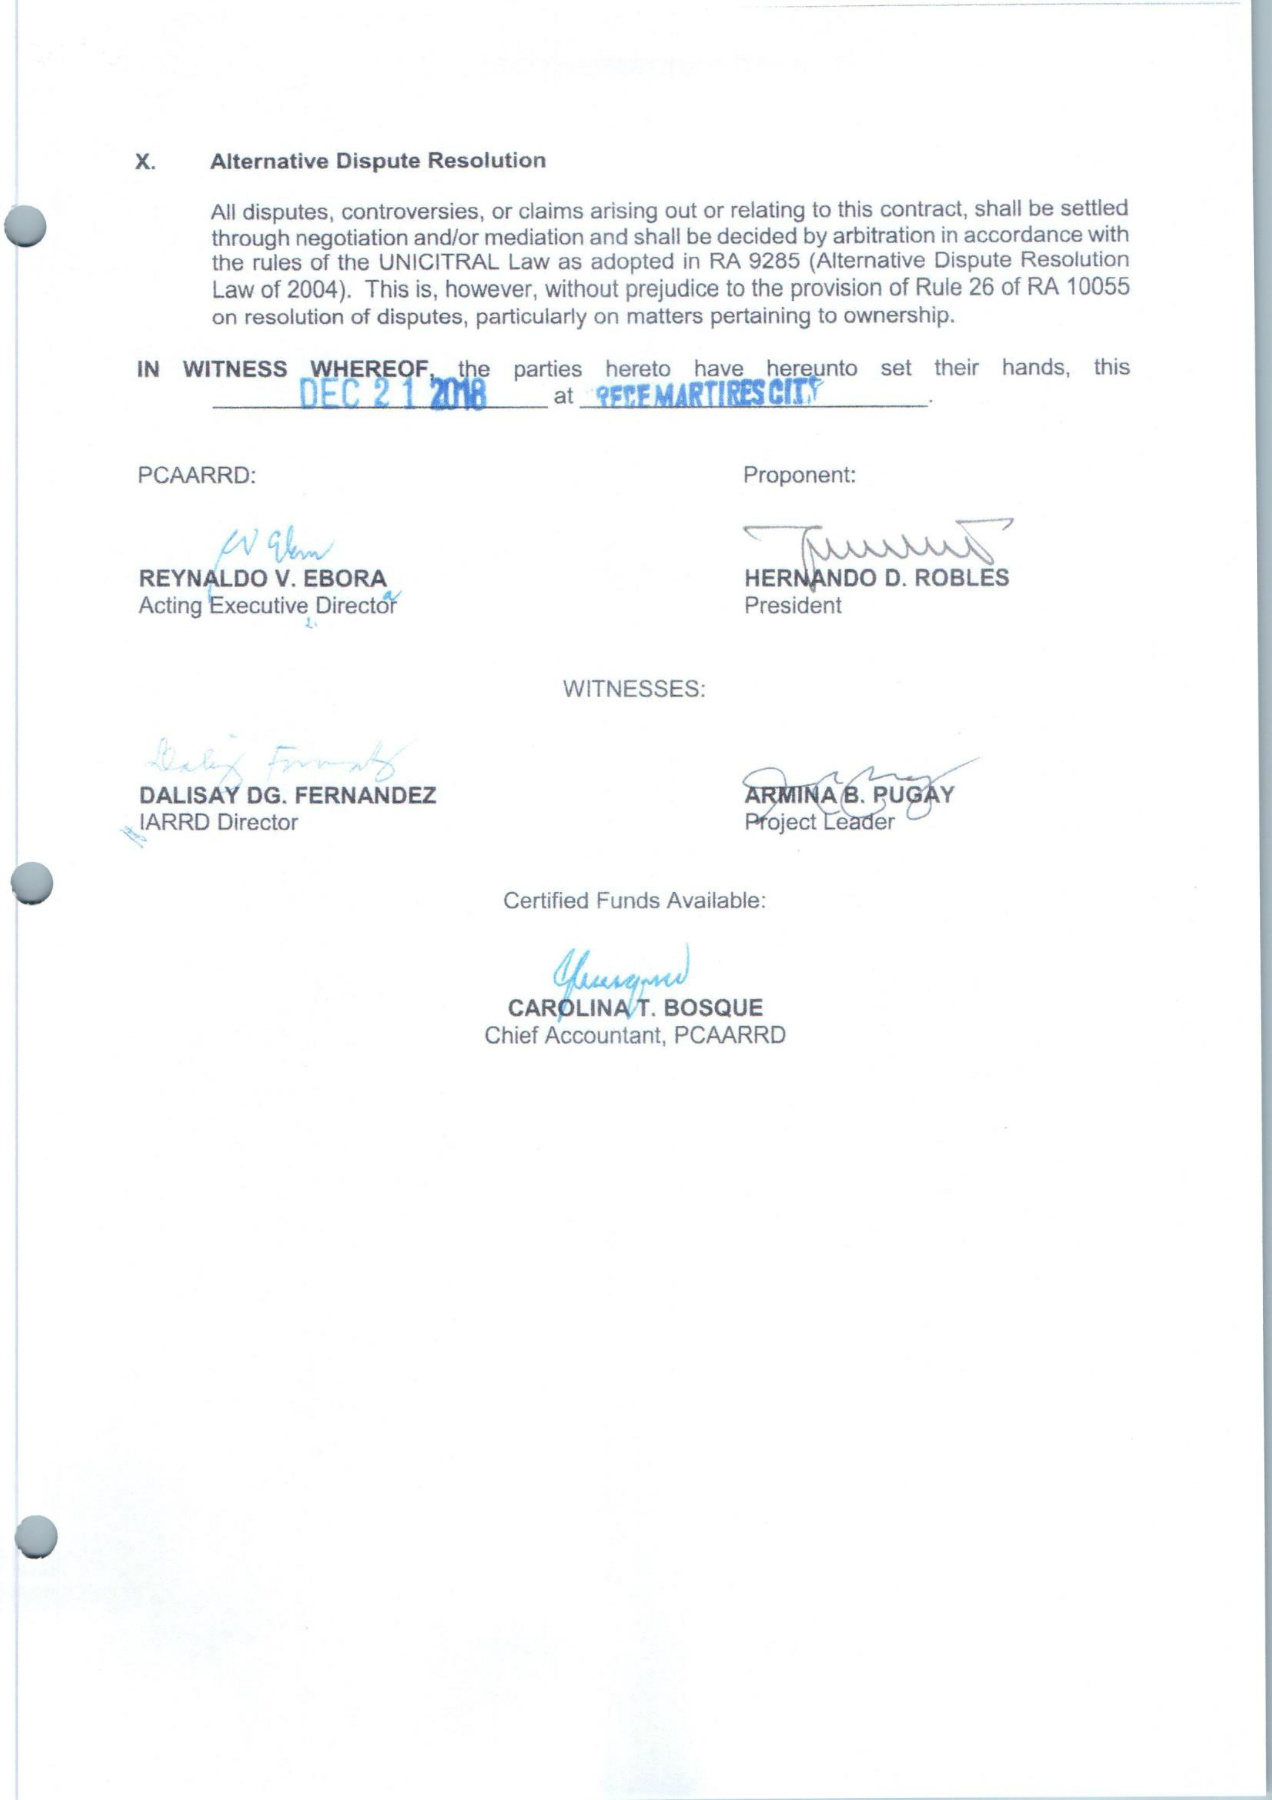 X. Alternative Dispute Resolution
All disputes, controversies, or claims arising out or relating to this contract, shall be settled
through negotiation and/or mediation and shall be decided by arbitration in accordance with
the rules of the UNICITRAL Law as adopted in RA 9285 (Alternative Dispute Resolution
Law of 2004). This is, however, without prejudice to the provision of Rule 26 of RA 10055
on resolution of disputes, particularly on matters pertaining to ownership.
IN WITNESS WHEREOF, the parties hereto have hereunto set their hands, this
DEC 21 2018 at MARTIRES CITY.
PCAARRD: Proponent:
REYNALDO V. EBORA HERNANDO D. ROBLES
Acting Executive Director President
WITNESSES:
DALISAY DG. FERNANDEZ ARMINA B. PUGAY
IARRD Director Project Leader
Certified Funds Available:
CAROLINA T. BOSQUE
Chief Accountant, PCAARRD